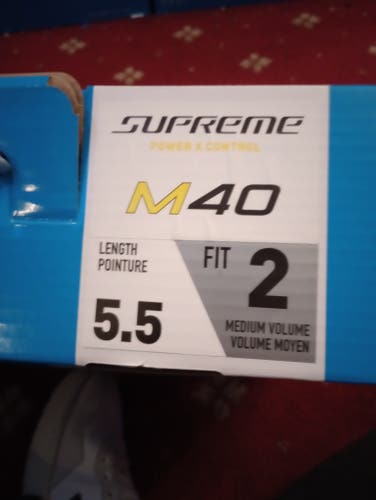 SUPREME
POWER X CONTROL
M40
LENGTH
POINTURE
5.5
FIT 2
MEDIUM VOLUME
VOLUME MOYEN